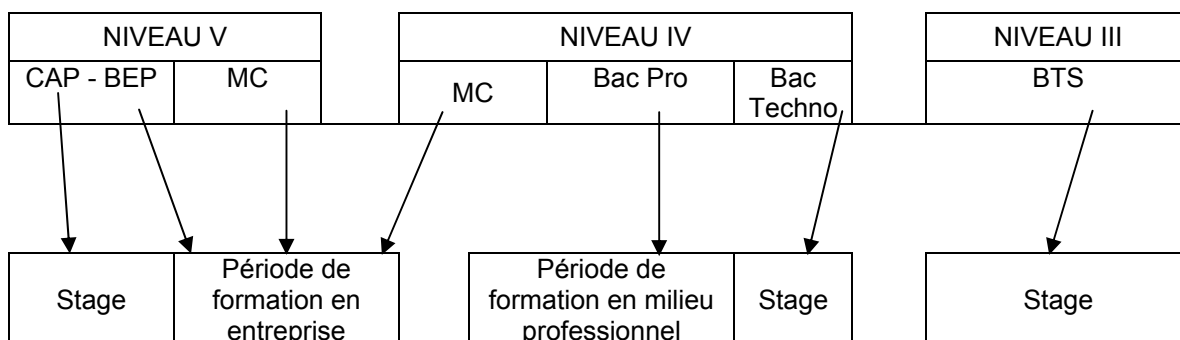 NIVEAU V
NIVEAU IV
NIVEAU III
CAP - BEP
MC
MC
Bac Pro
Bac
Techno
BTS
Stage
Période de
formation en
entreprise
Période de
formation en milieu
professionnel
Stage
Stage